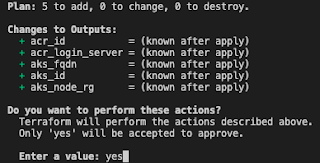 Plan: 5 to add, 0 to change, 0 to destroy.
Changes to Outputs:
+ acr_id = (known after apply)
+ acr_login_server = (known after apply)
+ aks_fqdn = (known after apply)
+ aks_id = (known after apply)
+ aks_node_rg = (known after apply)
Do you want to perform these actions?
Terraform will perform the actions described above.
Only 'yes' will be accepted to approve.
Enter a value: yes